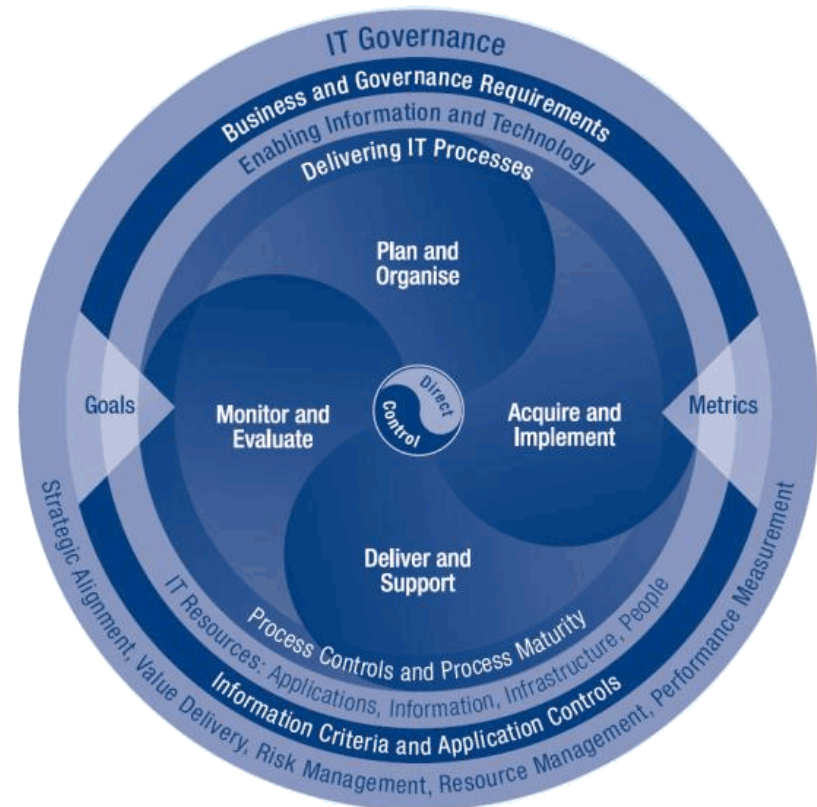 IT Governance
Business and Governance Requirements
Enabling Information and Technology
Delivering IT Processes
Plan and
Organise
Goals
Monitor and
Evaluate
Direct
Control
Acquire and
Implement
Metrics
Deliver and
Support
Process Controls and Process Maturity
IT Resources: Applications, Information, Infrastructure, People
Information Criteria and Application Controls
Strategic Alignment, Value Delivery, Risk Management, Resource Management, Performance Measurement